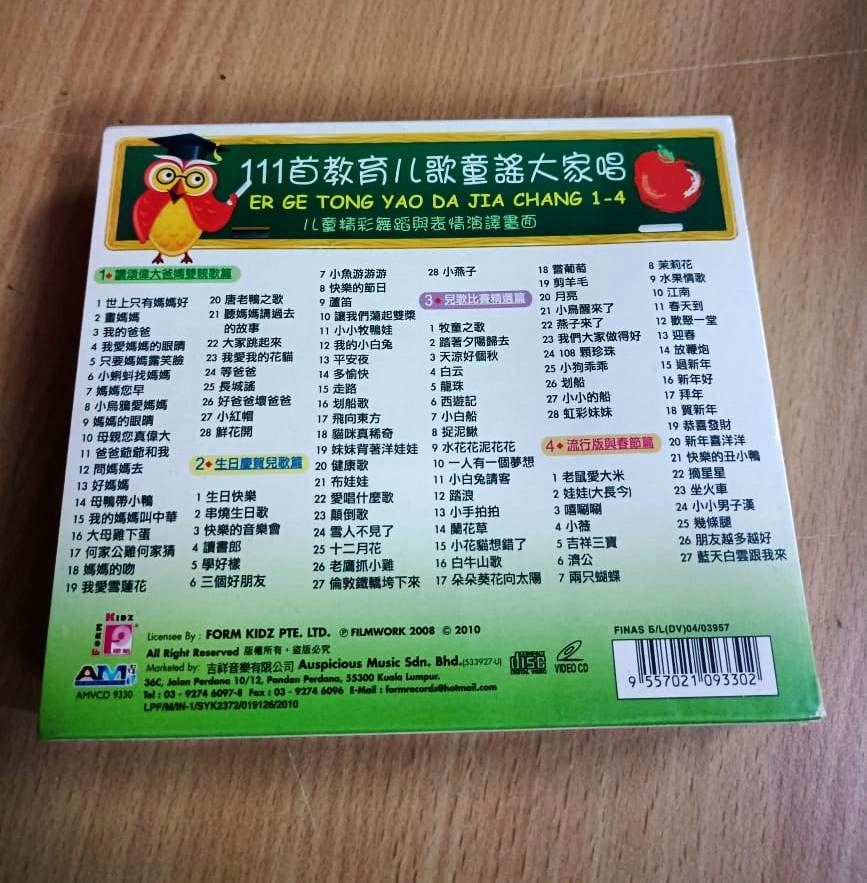 111首教育儿歌童謠大家唱
ER GE TONG YAO DA JIA CHANG 1-4
儿童精彩舞蹈與表情演譯畫面
1 讚頌偉大爸媽雙親歌篇
1 世上只有媽媽好
2 畫媽媽
3 我的爸爸
4 我愛媽媽的眼睛
5 只要媽媽露笑臉
6 小蝌蚪找媽媽
7 媽媽您早
8 小烏鴉愛媽媽
9 媽媽的眼睛
10 母親您真偉大
11 爸爸爺爺和我
12 問媽媽去
13 好媽媽
14 母鴨帶小鴨
15 我的媽媽叫中華
16 大母雞下蛋
17 何家公雞何家猜
18 媽媽的吻
19 我愛雪蓮花
20 唐老鴨之歌
21 聽媽媽講過去
的故事
22 大家跳起來
23 我愛我的花貓
24 等爸爸
25 長城謠
26 好爸爸壞爸爸
27 小紅帽
28 鮮花開
2 生日慶賀兒歌篇
1 生日快樂
2 串燒生日歌
3 快樂的音樂會
4 讀書郎
5 學好樣
6 三個好朋友
7 小魚游游游
8 快樂的節日
9 蘆笛
10 讓我們蕩起雙槳
11 小小牧鴨娃
12 我的小白兔
13 平安夜
14 多愉快
15 走路
16 划船歌
17 飛向東方
18 貓咪真稀奇
19 妹妹背著洋娃娃
20 健康歌
21 布娃娃
22 愛唱什麼歌
23 顛倒歌
24 雪人不見了
25 十二月花
26 老鷹抓小雞
27 倫敦鐵橋垮下來
28 小燕子
3 兒歌比賽精選篇
1 牧童之歌
2 踏著夕陽歸去
3 天涼好個秋
4 白云
5 龍珠
6 西遊記
7 小白船
8 捉泥鰍
9 水花花泥花花
10 一人有一個夢想
11 小白兔請客
12 踏浪
13 小手拍拍
14 蘭花草
15 小花貓想錯了
16 白牛山歌
17 朵朵葵花向太陽
18 嘗葡萄
19 剪羊毛
20 月亮
21 小鳥醒來了
22 燕子來了
23 我們大家做得好
24 108 顆珍珠
25 小狗乖乖
26 划船
27 小小的船
28 虹彩妹妹
4 流行版與春節篇
1 老鼠愛大米
2 娃娃(大長今)
3 嘻唰唰
4 小薇
5 吉祥三寶
6 濟公
7 兩只蝴蝶
8 茉莉花
9 水果情歌
10 江南
11 春天到
12 歡聚一堂
13 迎春
14 放鞭炮
15 過新年
16 新年好
17 拜年
18 賀新年
19 恭喜發財
20 新年喜洋洋
21 快樂的丑小鴨
22 摘星星
23 坐火車
24 小小男子漢
25 幾條腿
26 朋友越多越好
27 藍天白雲跟我來
FORM KIDZ
Licensee By : FORM KIDZ PTE. LTD. ℗ FILMWORK 2008 © 2010
All Right Reserved 版權所有，盜版必究
Marketed by: 吉祥音樂有限公司 Auspicious Music Sdn. Bhd.(533927-U)
36C, Jalan Perdana 10/12, Pandan Perdana, 55300 Kuala Lumpur.
Tel : 03 - 9274 6097-8 Fax : 03 - 9274 6096 E-Mail : formrecords@hotmail.com
LPF/M/IN-1/SYK2372/019126/2010
AM 吉祥
AMVCD 9330
COMPACT disc DIGITAL VIDEO
VIDEO CD
FINAS B/L(DV)04/03957
9 557021 093302